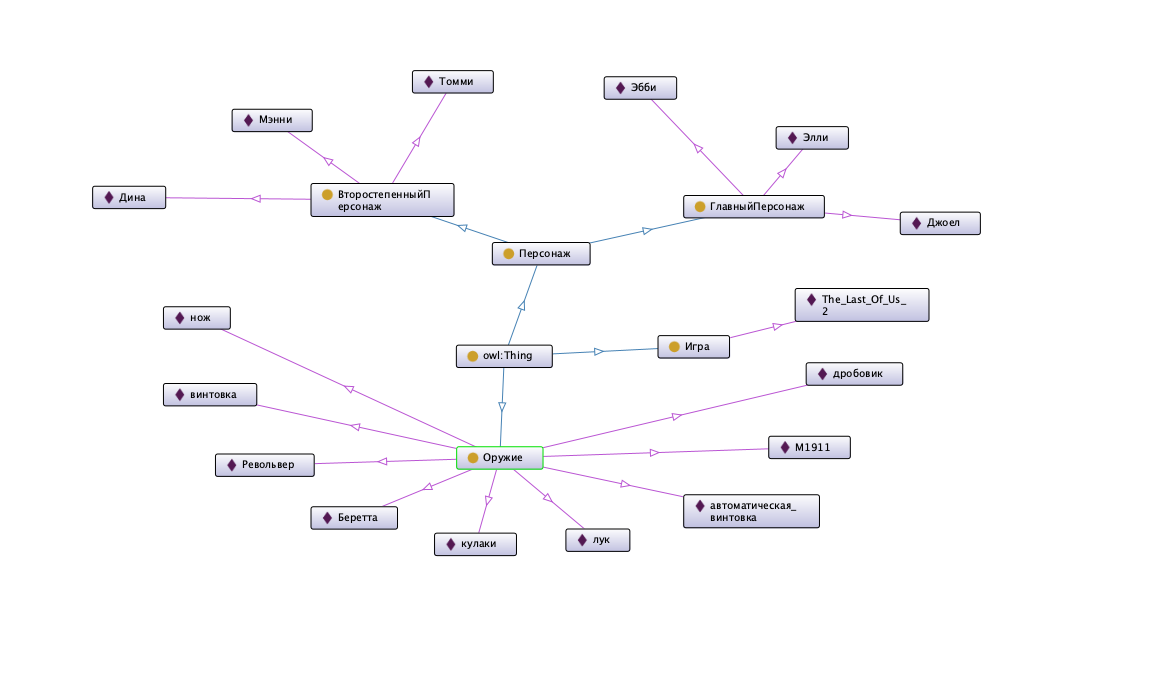 Томми
Эбби
Мэнни
Элли
Дина
ВторостепенныйП
ерсонаж
ГлавныйПерсонаж
Джоел
Персонаж
The_Last_Of_Us_
2
нож
Игра
owl:Thing
дробовик
винтовка
M1911
Оружие
Револьвер
автоматическая_
винтовка
Беретта
лук
кулаки